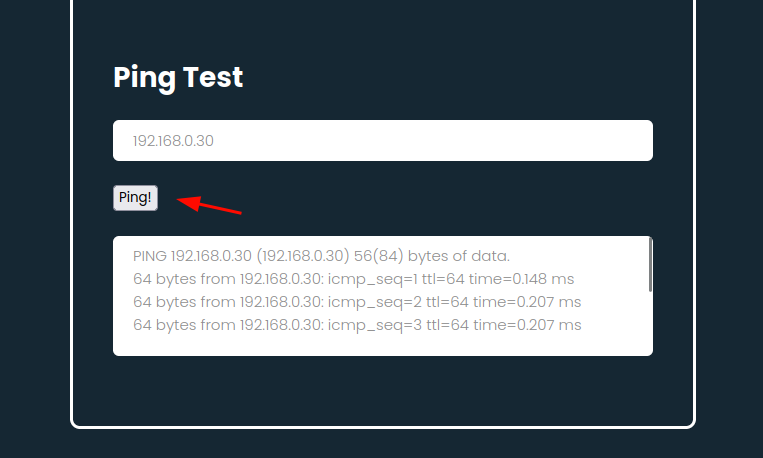 Ping Test
192.168.0.30
Ping!
PING 192.168.0.30 (192.168.0.30) 56(84) bytes of data.
64 bytes from 192.168.0.30: icmp_seq=1 ttl=64 time=0.148 ms
64 bytes from 192.168.0.30: icmp_seq=2 ttl=64 time=0.207 ms
64 bytes from 192.168.0.30: icmp_seq=3 ttl=64 time=0.207 ms